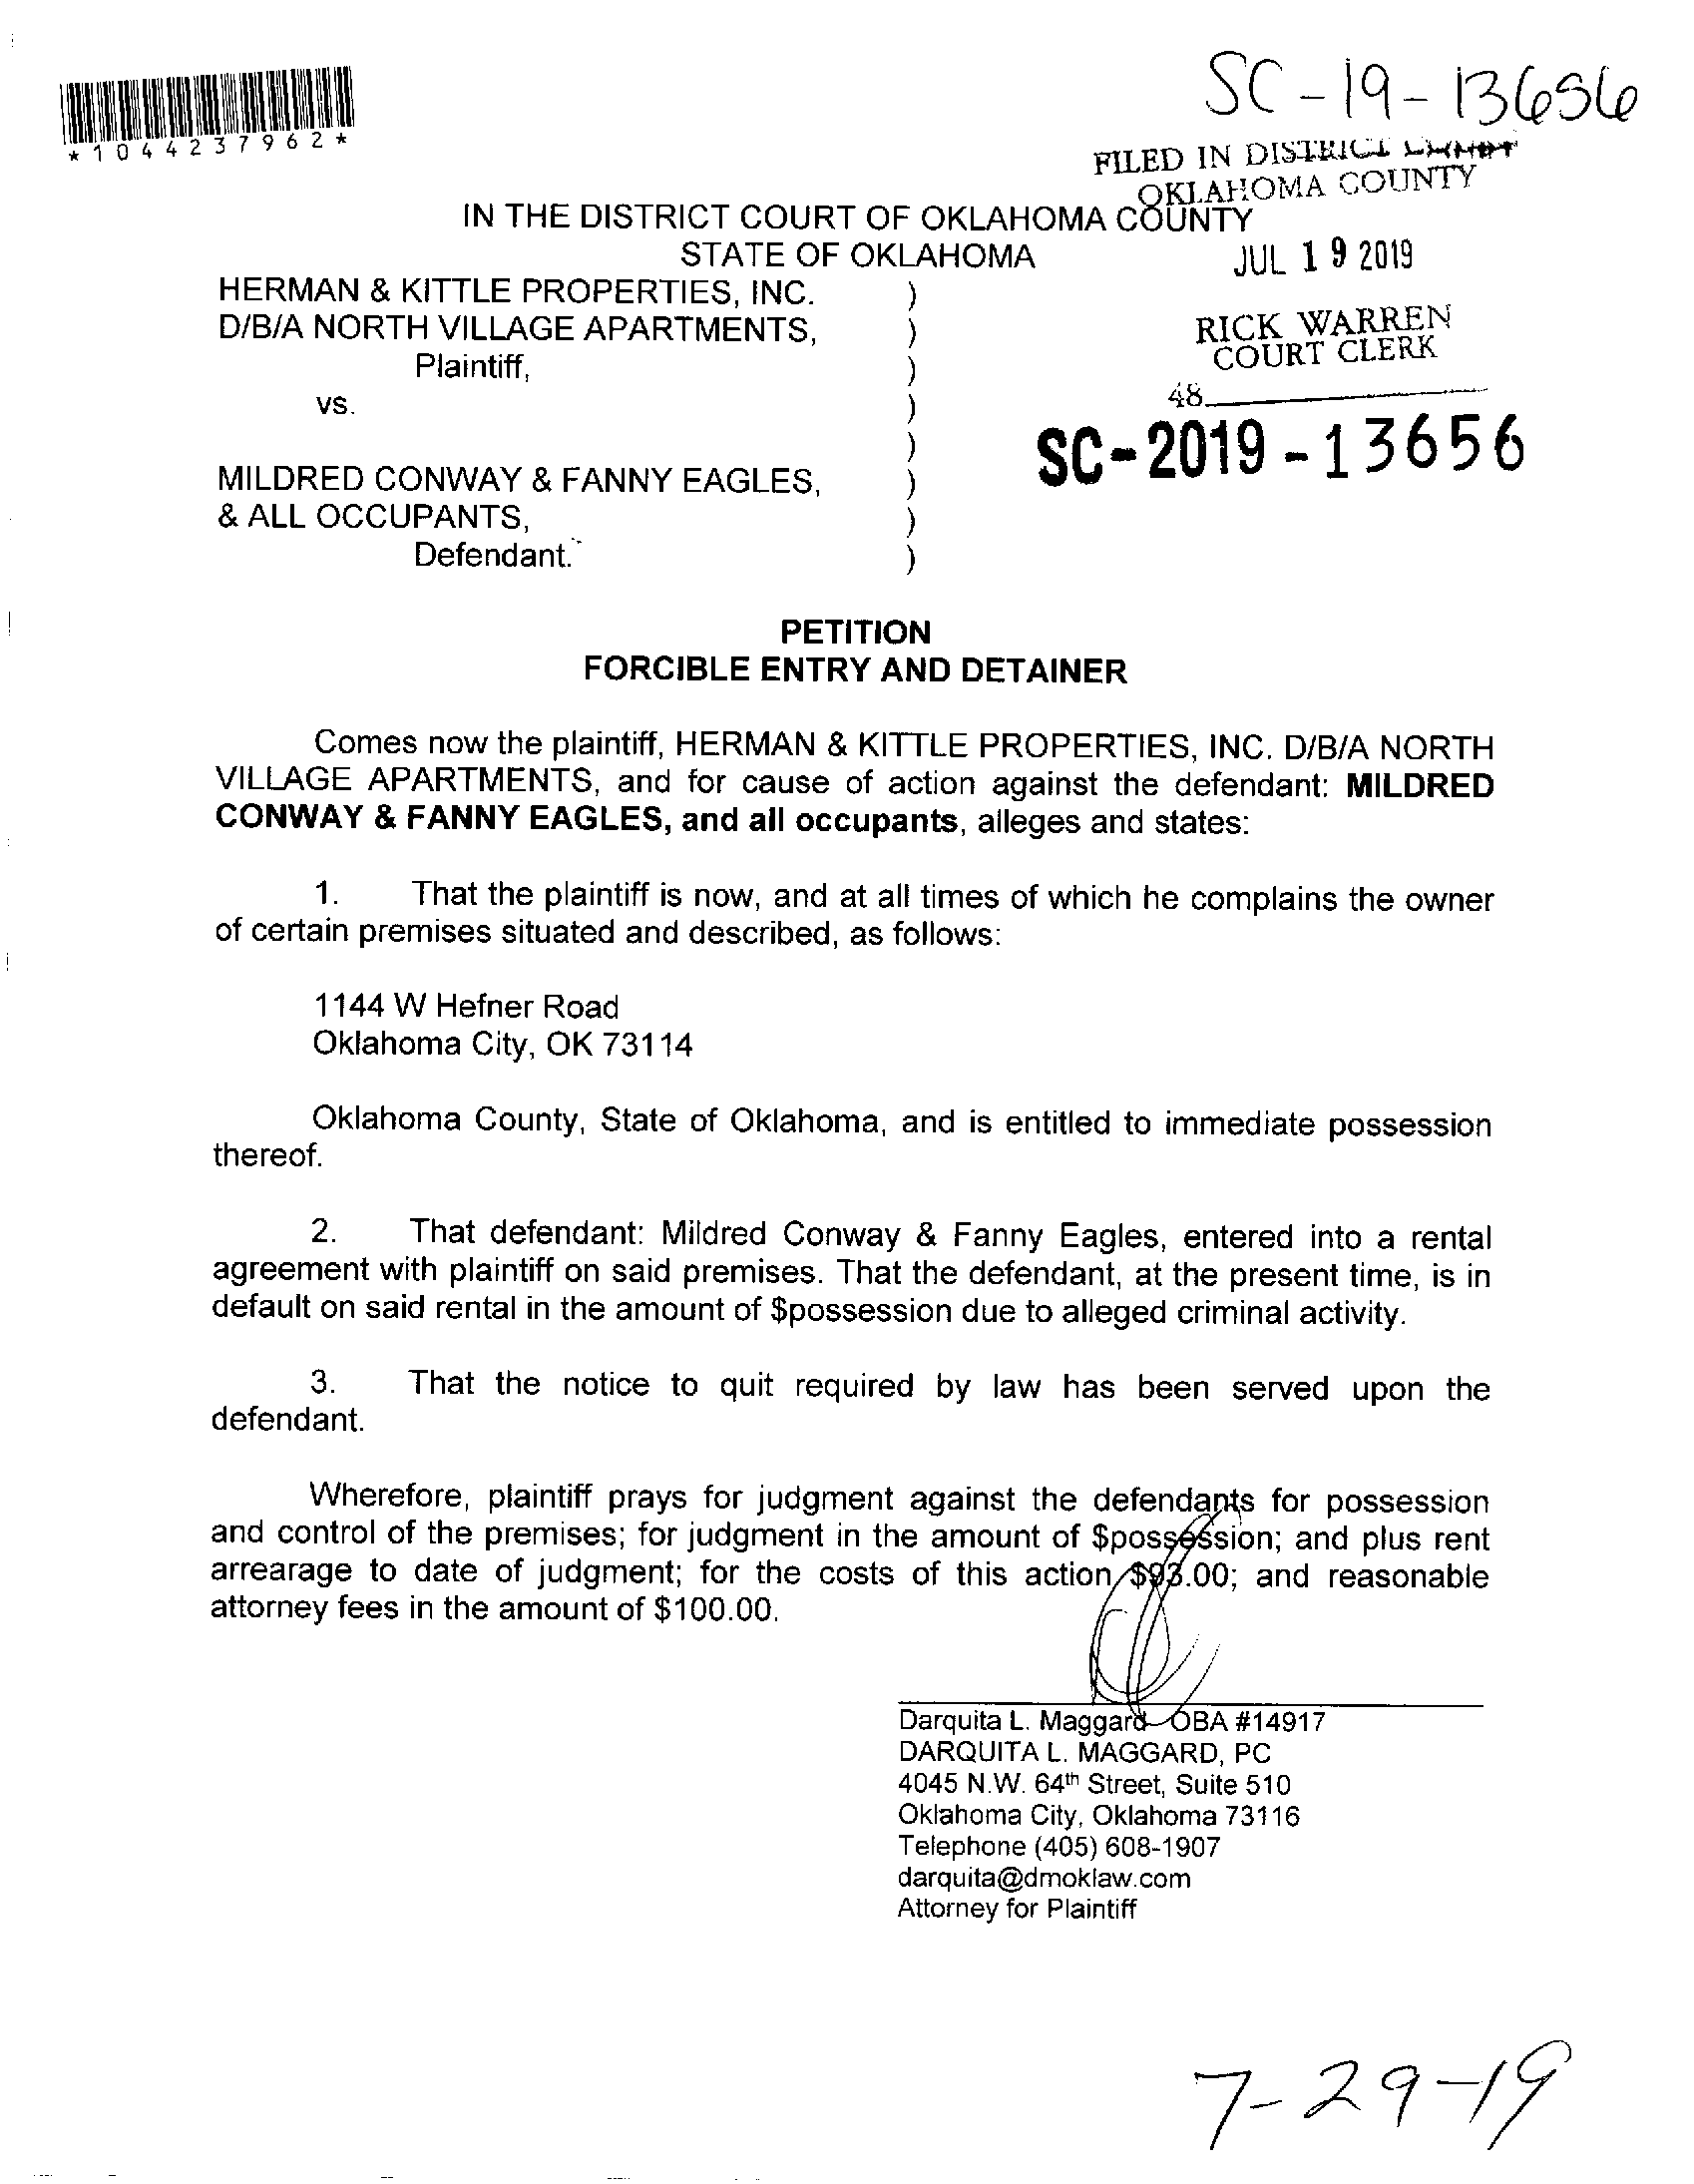 SC-19-13656
*1044237962*
FILED IN DISTRICT COURT
OKLAHOMA COUNTY
IN THE DISTRICT COURT OF OKLAHOMA COUNTY
STATE OF OKLAHOMA
JUL 19 2019
HERMAN & KITTLE PROPERTIES, INC. )
D/B/A NORTH VILLAGE APARTMENTS, )
RICK WARREN
COURT CLERK
Plaintiff, )
48
vs. )
)
SC-2019-13656
MILDRED CONWAY & FANNY EAGLES, )
& ALL OCCUPANTS, )
Defendant. )
PETITION
FORCIBLE ENTRY AND DETAINER
Comes now the plaintiff, HERMAN & KITTLE PROPERTIES, INC. D/B/A NORTH
VILLAGE APARTMENTS, and for cause of action against the defendant: MILDRED
CONWAY & FANNY EAGLES, and all occupants, alleges and states:
1. That the plaintiff is now, and at all times of which he complains the owner
of certain premises situated and described, as follows:
1144 W Hefner Road
Oklahoma City, OK 73114
Oklahoma County, State of Oklahoma, and is entitled to immediate possession
thereof.
2. That defendant: Mildred Conway & Fanny Eagles, entered into a rental
agreement with plaintiff on said premises. That the defendant, at the present time, is in
default on said rental in the amount of $possession due to alleged criminal activity.
3. That the notice to quit required by law has been served upon the
defendant.
Wherefore, plaintiff prays for judgment against the defendants for possession
and control of the premises; for judgment in the amount of $possession; and plus rent
arrearage to date of judgment; for the costs of this action $93.00; and reasonable
attorney fees in the amount of $100.00.
Darquita L. Maggard OBA #14917
DARQUITA L. MAGGARD, PC
4045 N.W. 64th Street, Suite 510
Oklahoma City, Oklahoma 73116
Telephone (405) 608-1907
darquita@dmoklaw.com
Attorney for Plaintiff
7-29-19